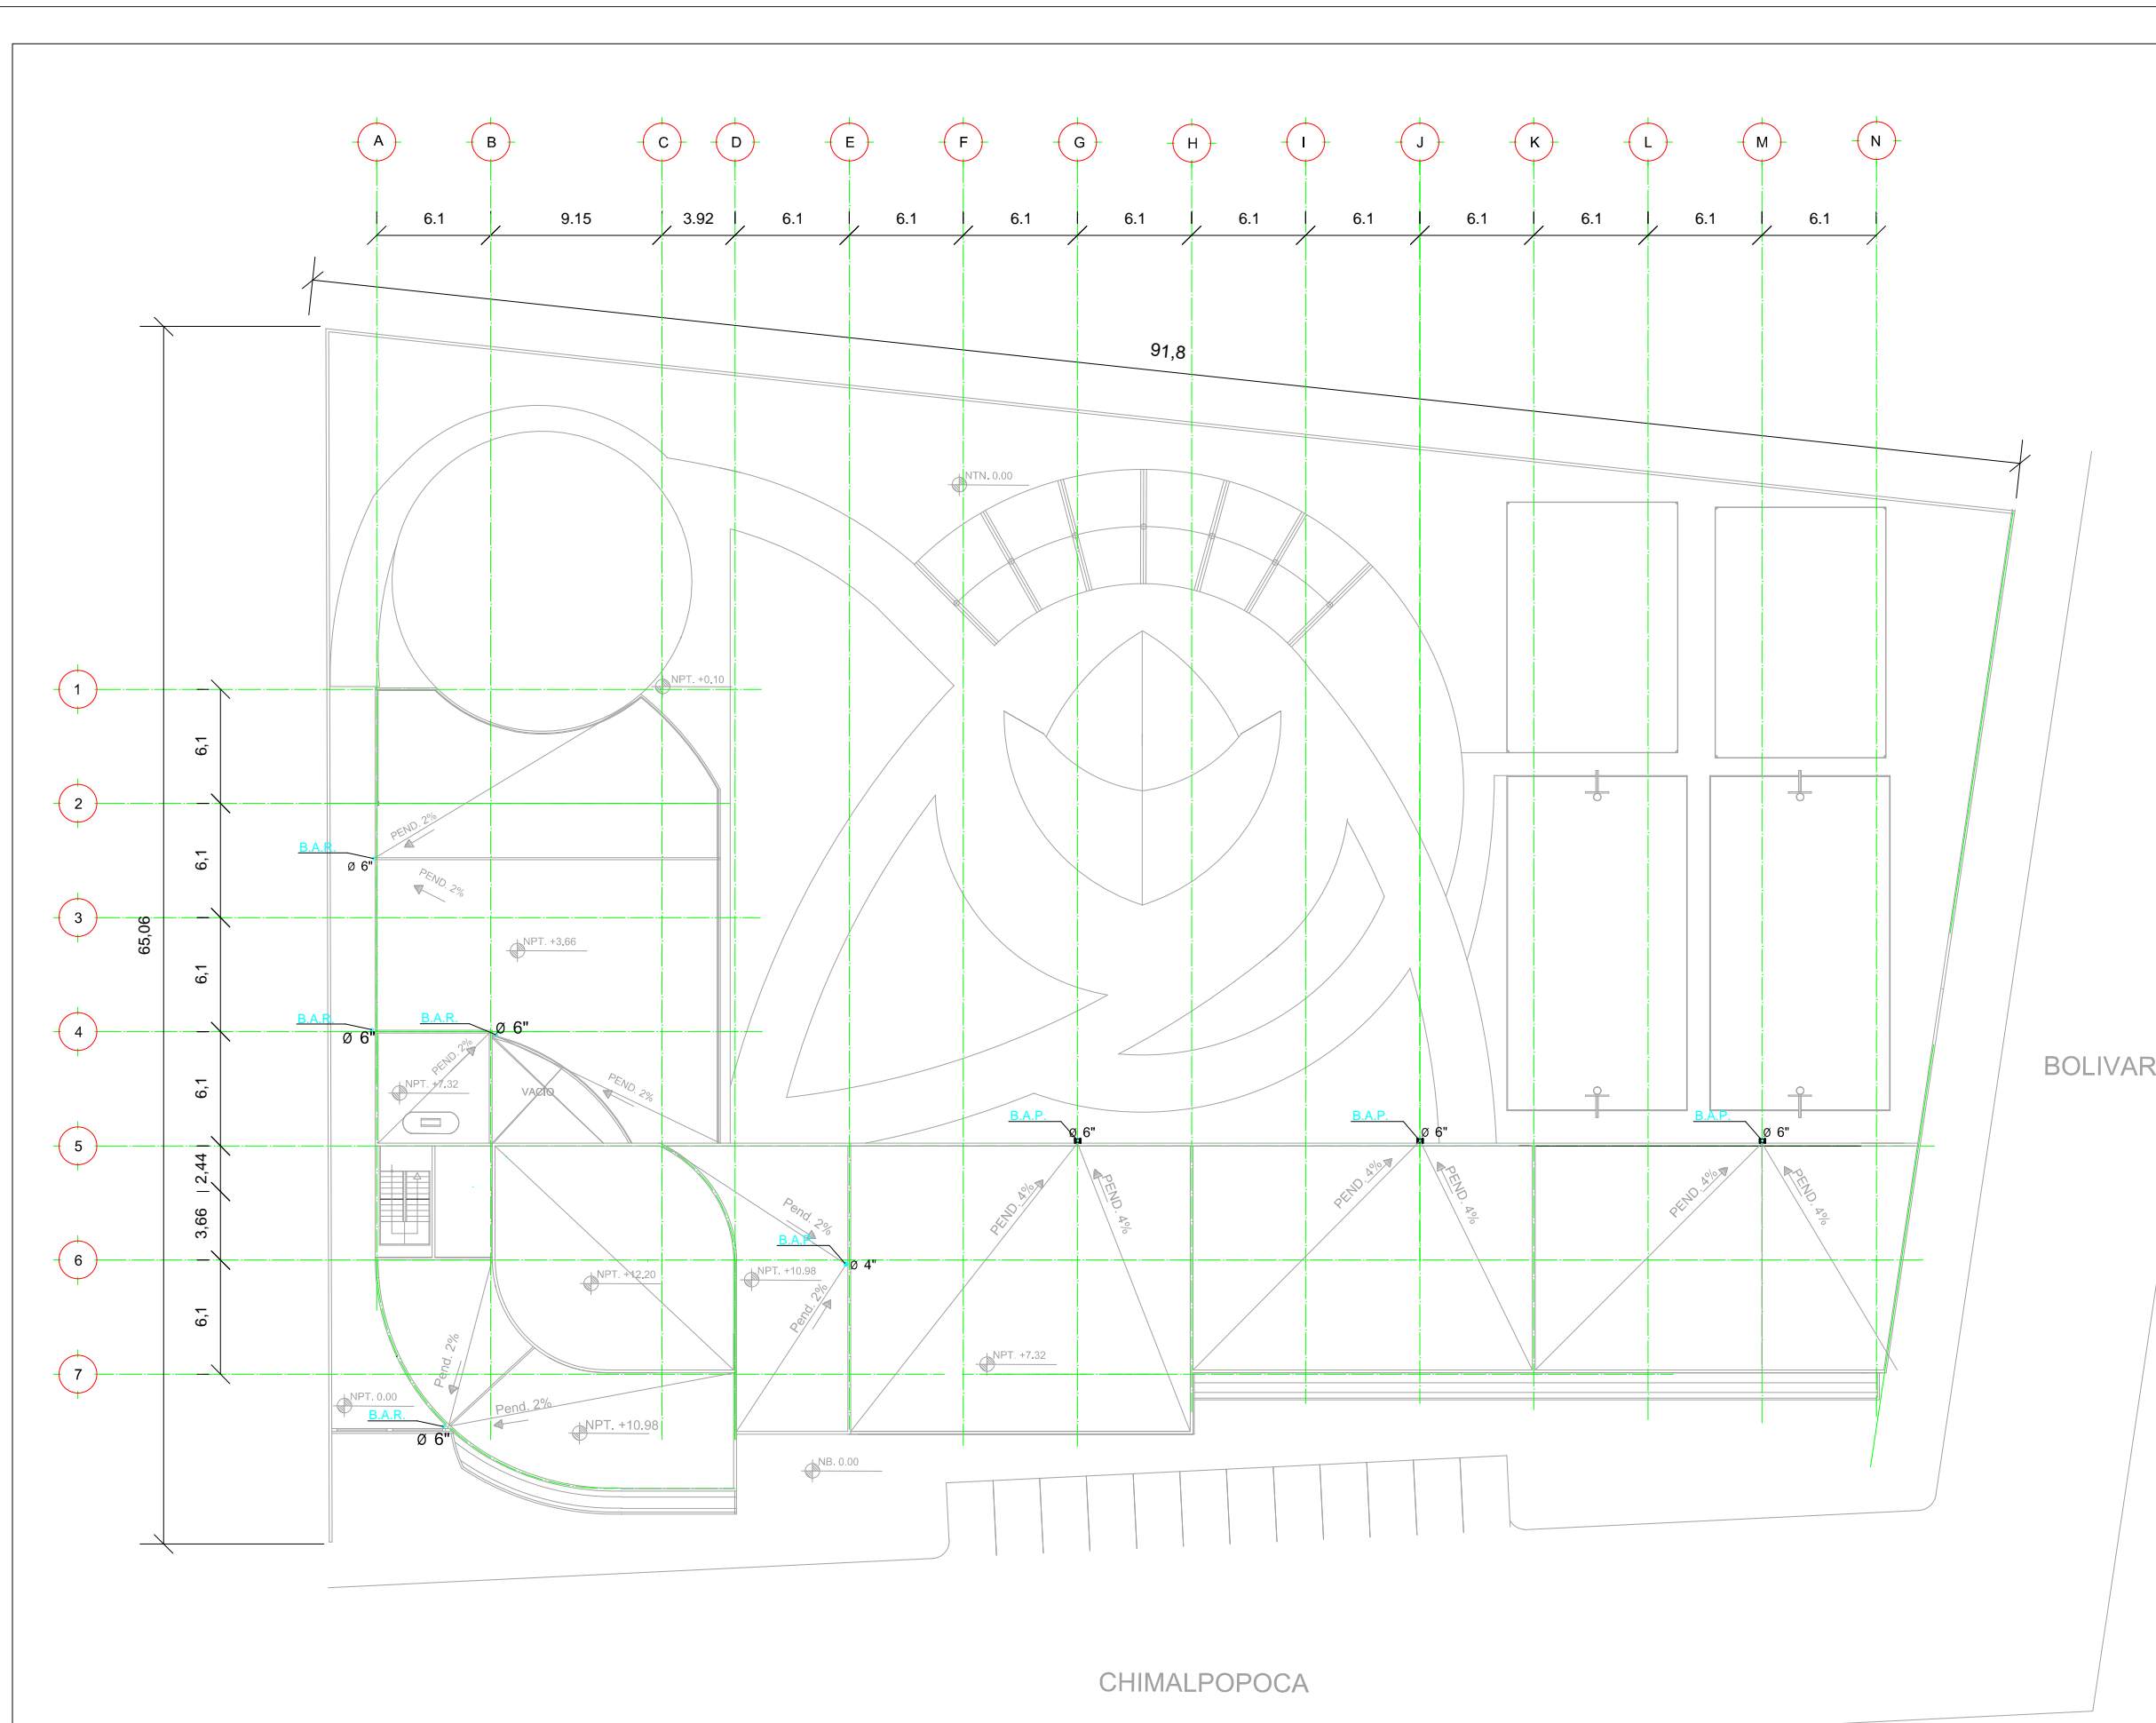 A B C D E F G H I J K L M N
6.1 9.15 3.92 6.1 6.1 6.1 6.1 6.1 6.1 6.1 6.1 6.1 6.1
91,8
NTN. 0.00
1
NPT. +0.10
6,1
2
PEND. 2%
B.A.R.
Ø 6"
6,1
PEND. 2%
3
65,06
NPT. +3.66
6,1
B.A.R.
Ø 6"
B.A.R.
Ø 6"
4
PEND. 2%
NPT. +7.32
VACIO
PEND. 2%
6,1
BOLIVAR
B.A.P.
Ø 6"
B.A.P.
Ø 6"
B.A.P.
Ø 6"
5
2,44
PEND. 4%
PEND. 4%
PEND. 4%
PEND. 4%
PEND. 4%
PEND. 4%
3,66
Pend. 2%
B.A.P.
Ø 4"
6
NPT. +12.20
NPT. +10.98
Pend. 2%
6,1
Pend. 2%
NPT. +7.32
7
NPT. 0.00
Pend. 2%
B.A.R.
Ø 6"
NPT. +10.98
NB. 0.00
CHIMALPOPOCA